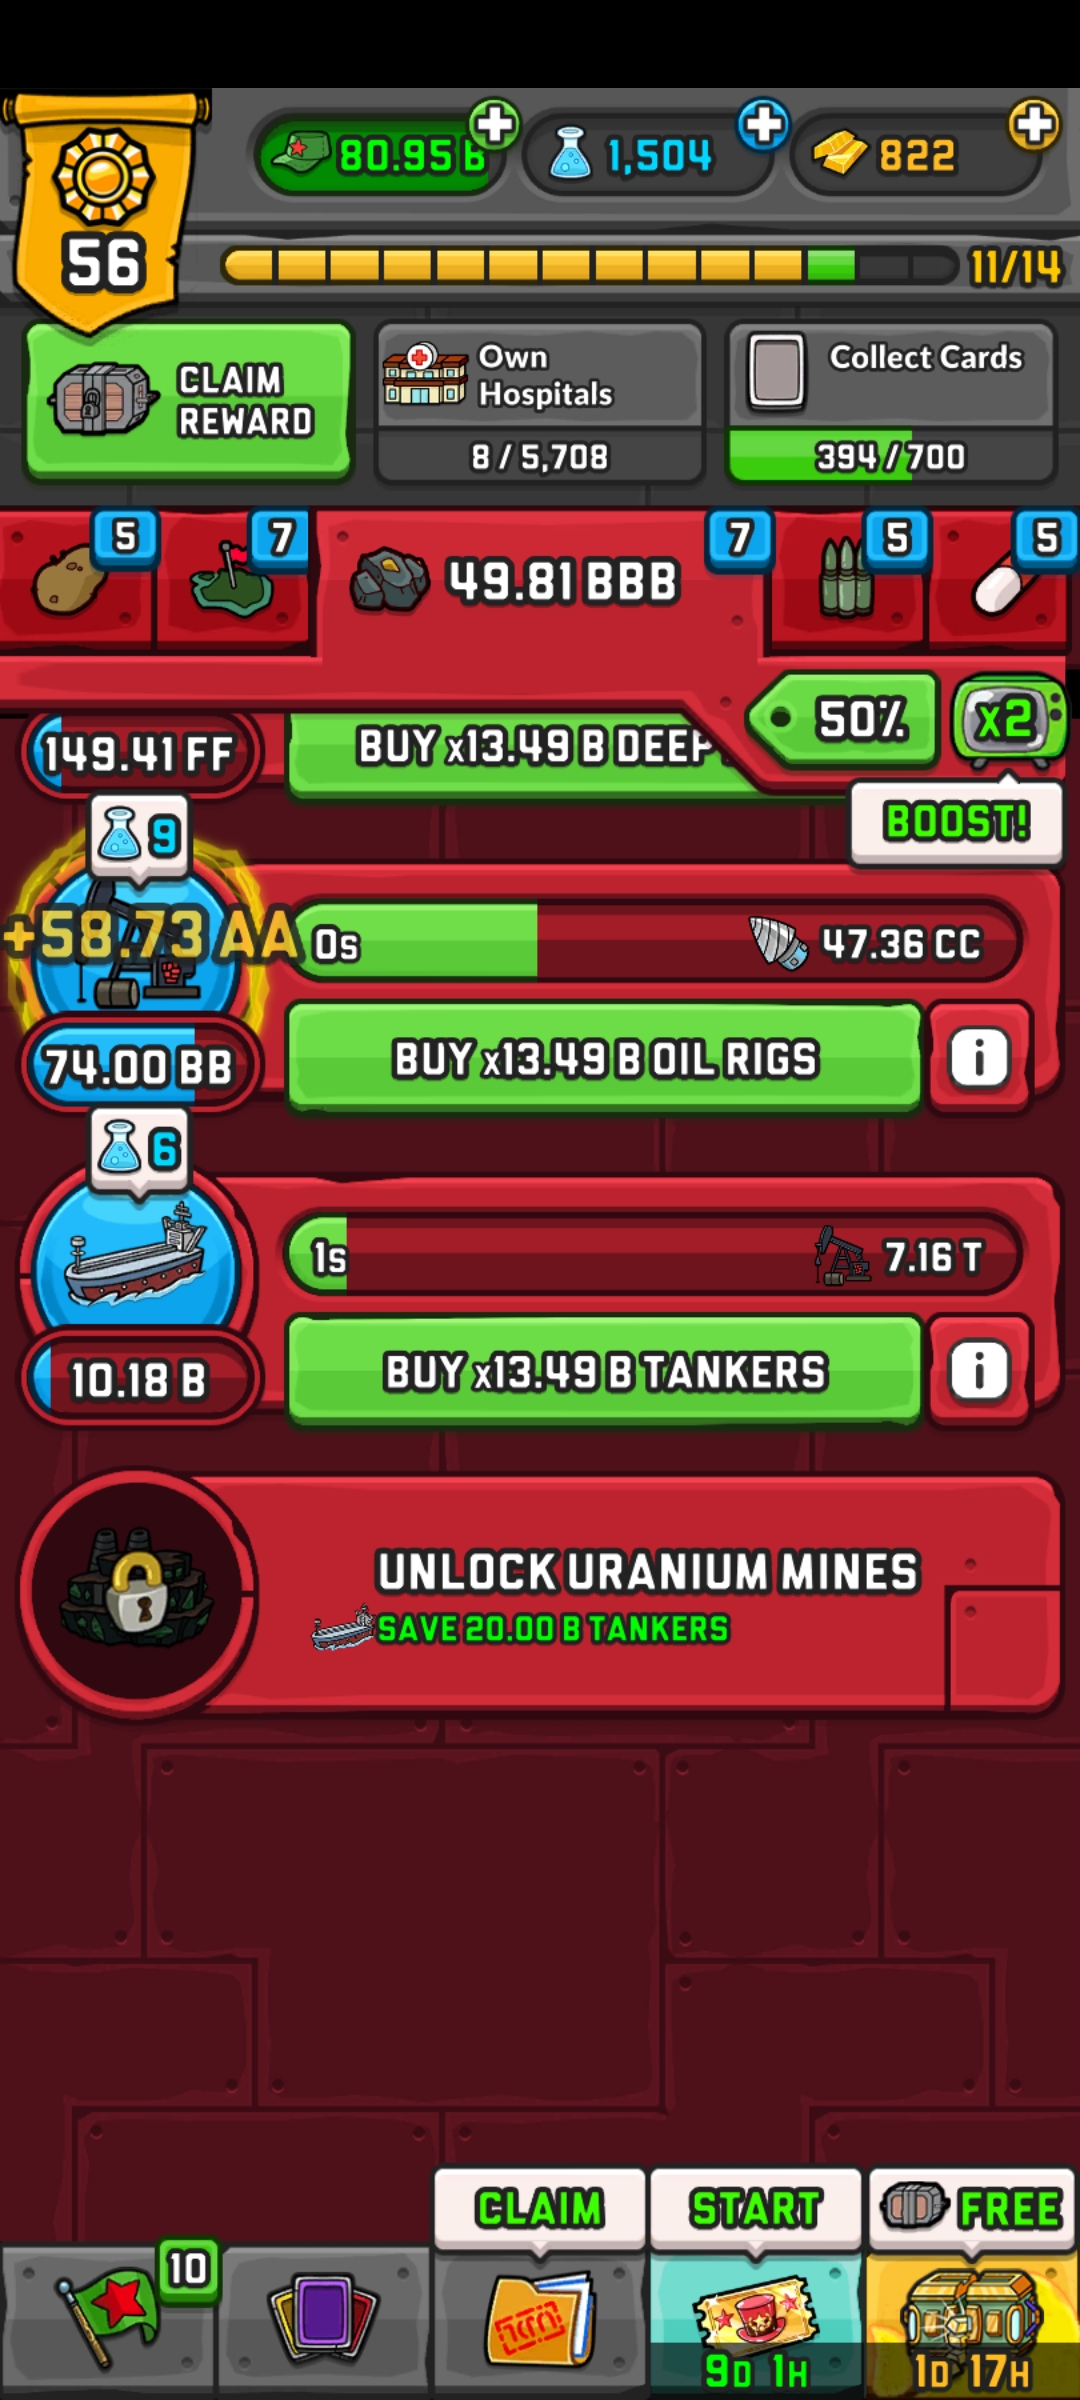 80.95 B
1,504
822
56
11/14
CLAIM
REWARD
Own
Hospitals
8 / 5,708
Collect Cards
394 / 700
5
7
49.81 BBB
7
5
5
50%
x2
BOOST!
149.41 FF
BUY x13.49 B DEEP
9
+58.73 AA
0s
47.36 CC
74.00 BB
BUY x13.49 B OIL RIGS
i
6
1s
7.16 T
10.18 B
BUY x13.49 B TANKERS
i
UNLOCK URANIUM MINES
SAVE 20.00 B TANKERS
CLAIM
START
FREE
10
9D 1H
1D 17H